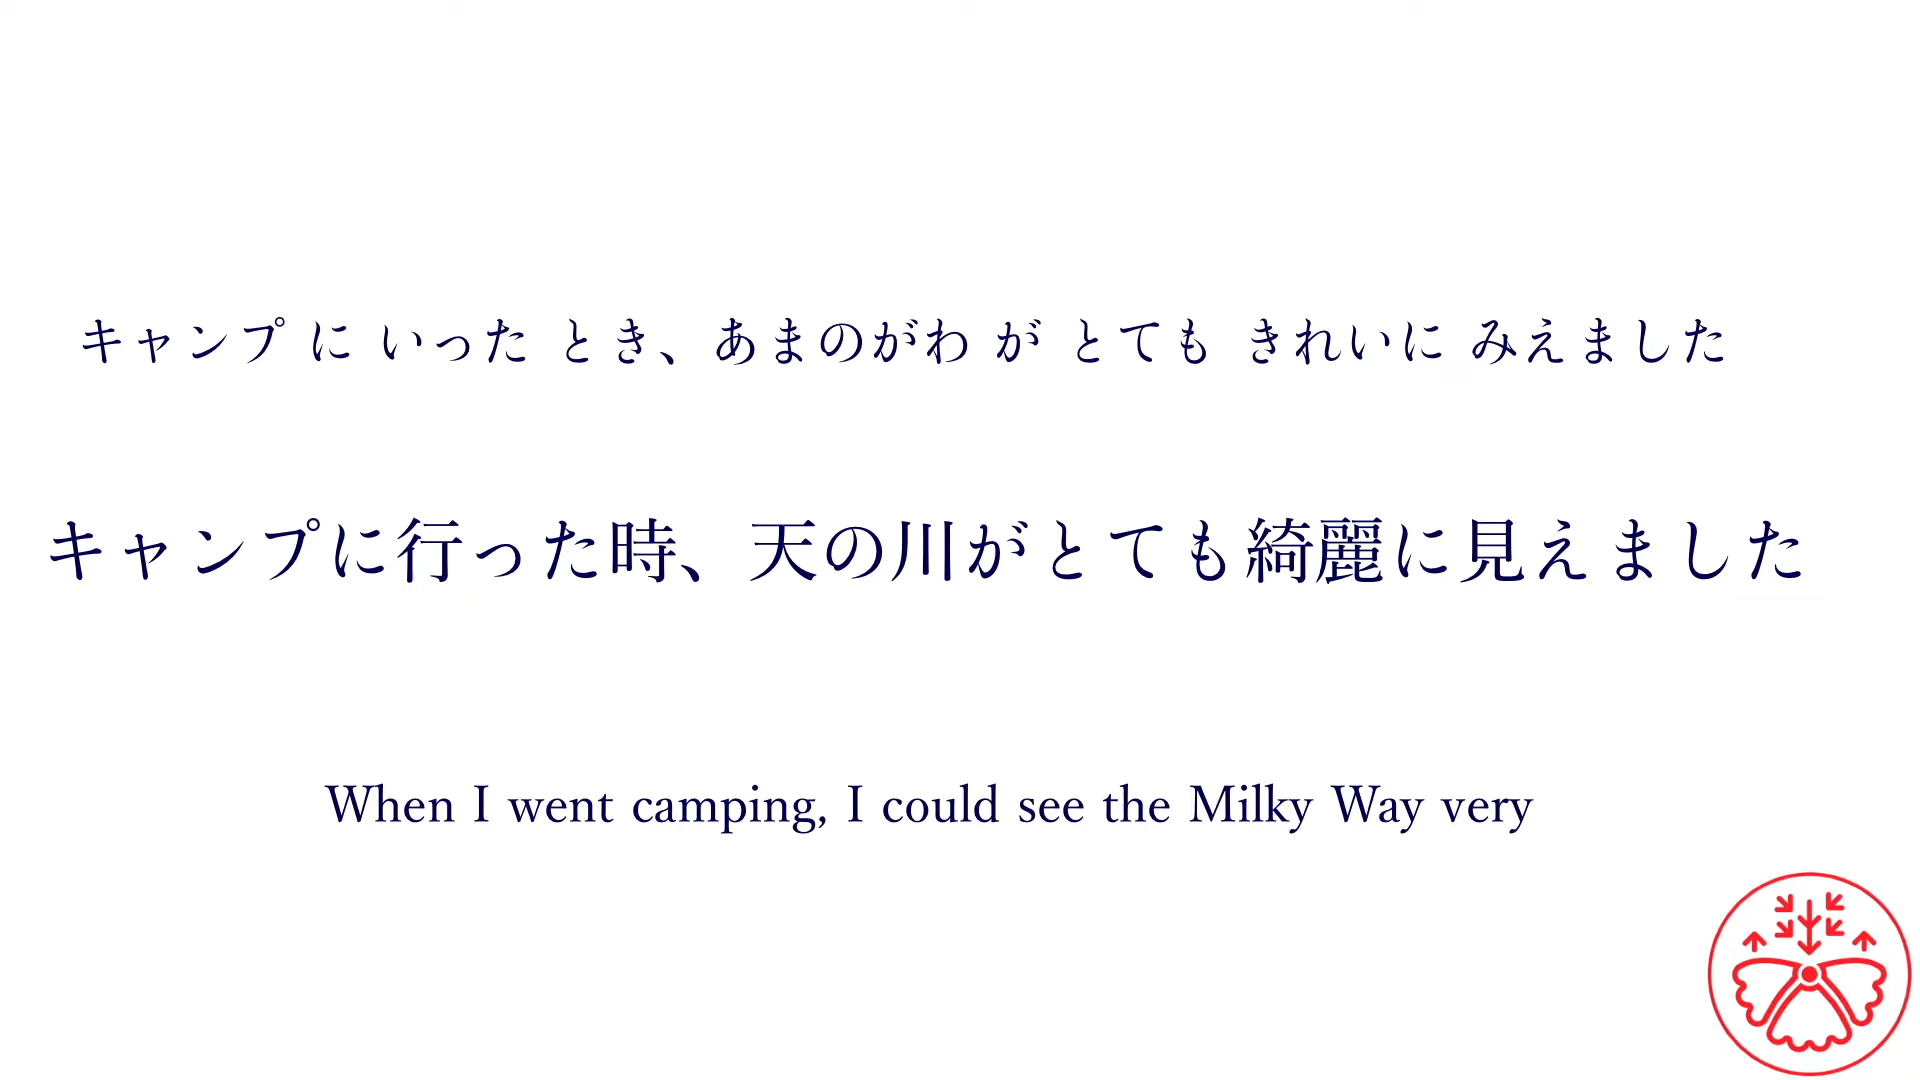 キャンプ に いった とき、あまのがわ が とても きれいに みえました
キャンプに行った時、天の川がとても綺麗に見えました
When I went camping, I could see the Milky Way very